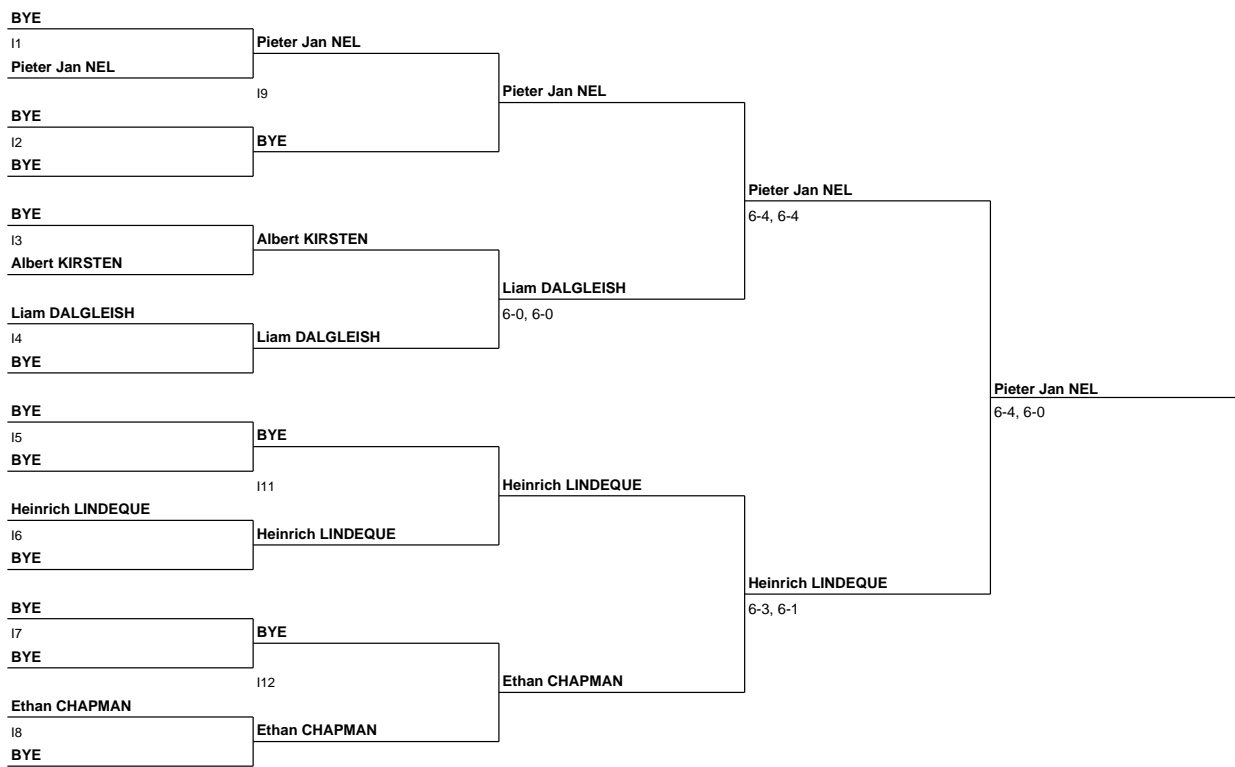 BYE
I1
Pieter Jan NEL
BYE
I2
BYE
BYE
I3
Albert KIRSTEN
Liam DALGLEISH
I4
BYE
BYE
I5
BYE
Heinrich LINDEQUE
I6
BYE
BYE
I7
BYE
Ethan CHAPMAN
I8
BYE
Pieter Jan NEL
I9
BYE
Albert KIRSTEN
Liam DALGLEISH
BYE
I11
Heinrich LINDEQUE
BYE
I12
Ethan CHAPMAN
Pieter Jan NEL
Liam DALGLEISH
6-0, 6-0
Heinrich LINDEQUE
Ethan CHAPMAN
Pieter Jan NEL
6-4, 6-4
Heinrich LINDEQUE
6-3, 6-1
Pieter Jan NEL
6-4, 6-0